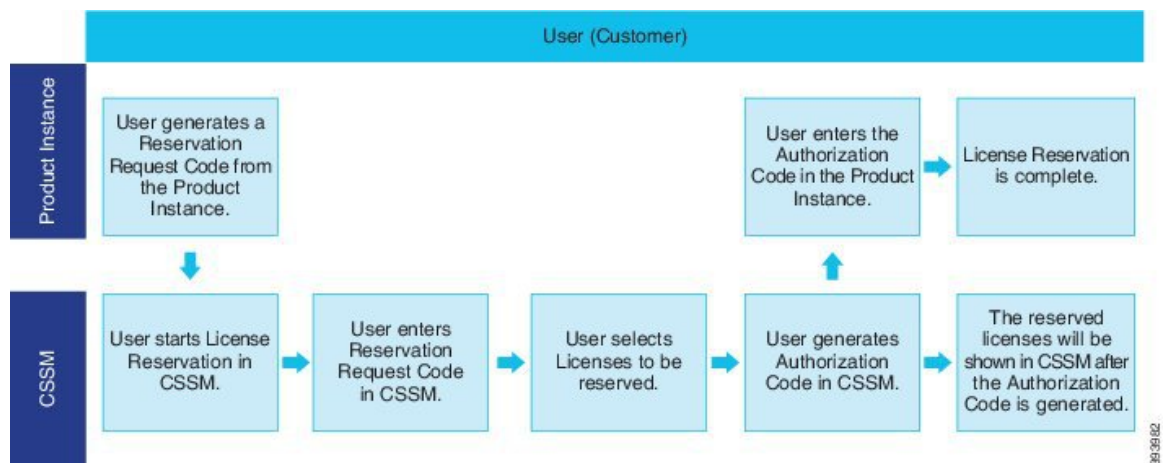 User (Customer)
Product Instance
User generates a
Reservation
Request Code from
the Product
Instance.
User enters the
Authorization
Code in the Product
Instance.
License Reservation
is complete.
CSSM
User starts License
Reservation in
CSSM.
User enters
Reservation
Request Code
in CSSM.
User selects
Licenses to be
reserved.
User generates
Authorization
Code in CSSM.
The reserved
licenses will be
shown in CSSM after
the Authorization
Code is generated.
393982